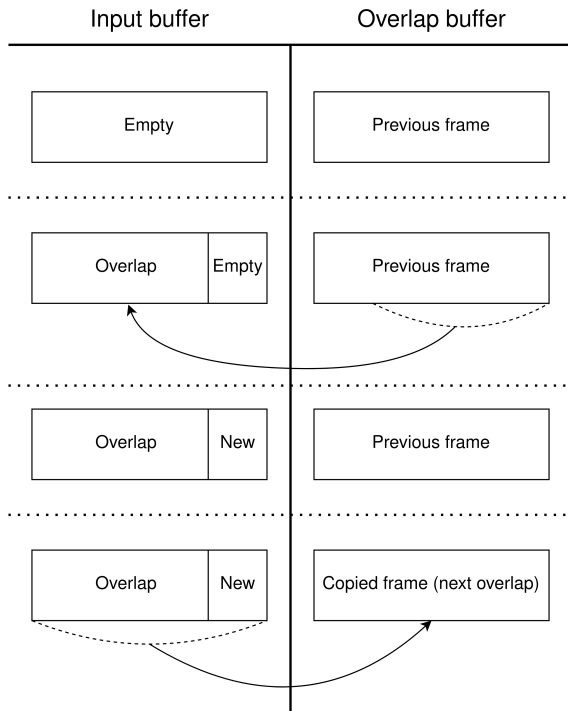 Input buffer
Overlap buffer
Empty
Previous frame
Overlap
Empty
Previous frame
Overlap
New
Previous frame
Overlap
New
Copied frame (next overlap)